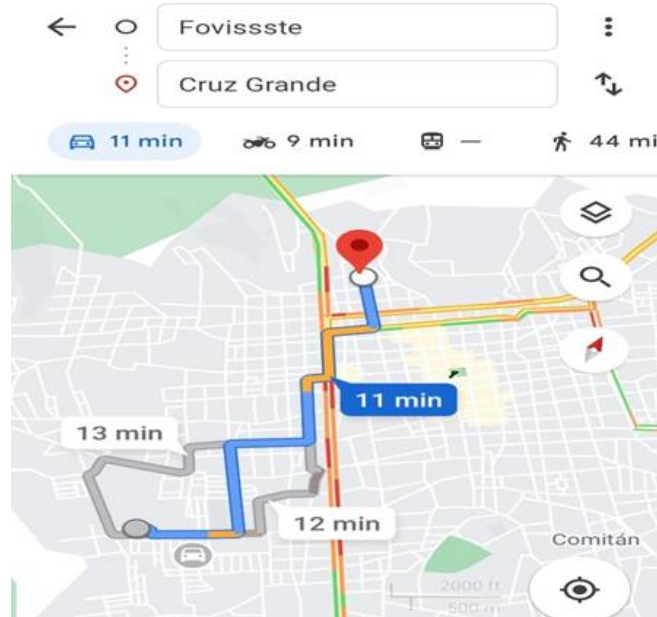 Fovissste
Cruz Grande
11 min
9 min
—
44 mi
11 min
13 min
12 min
Comitán
2000 ft
500 m